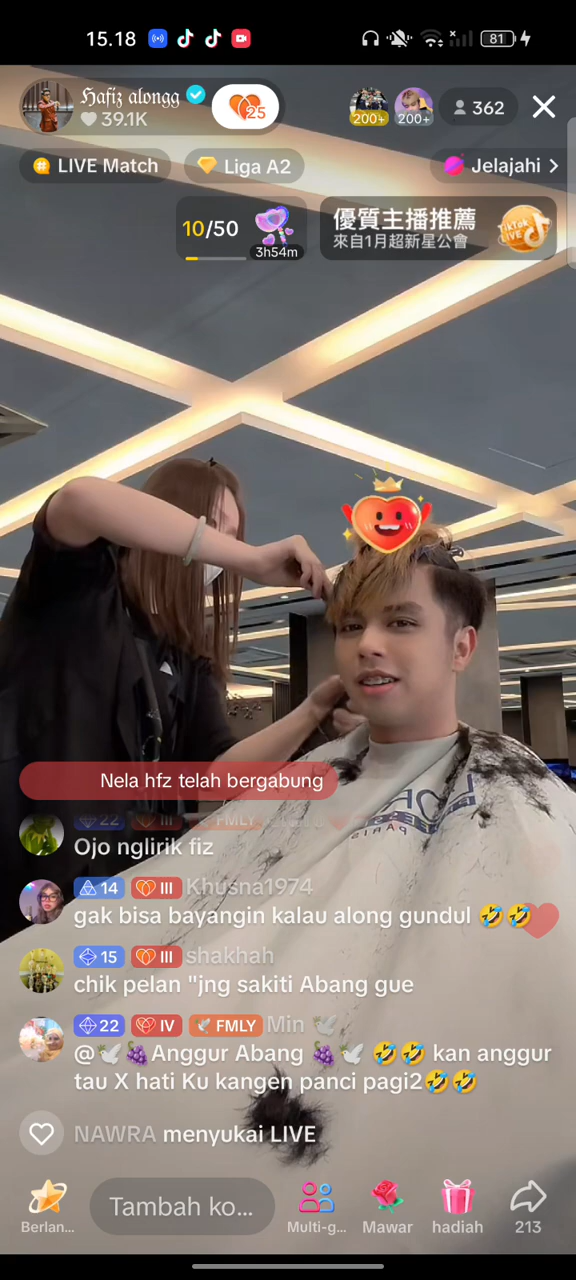 15.18
81
Hafiz alongg
39.1K
25
200+
200+
362
LIVE Match
Liga A2
Jelajahi
10/50
3h54m
優質主播推薦
來自1月超新星公會
TikTok
LIVE
Nela hfz telah bergabung
22 III FMLY
Ojo nglirik fiz
14 III Khusna1974
gak bisa bayangin kalau along gundul 🤣🤣
15 III shakhah
chik pelan "jng sakiti Abang gue
22 IV FMLY Min 🕊️
@🕊️🍇Anggur Abang 🍇🕊️ 🤣🤣 kan anggur
tau X hati Ku kangen panci pagi2🤣🤣
NAWRA menyukai LIVE
PARIS
Berlan...
Tambah ko...
Multi-g...
Mawar
hadiah
213